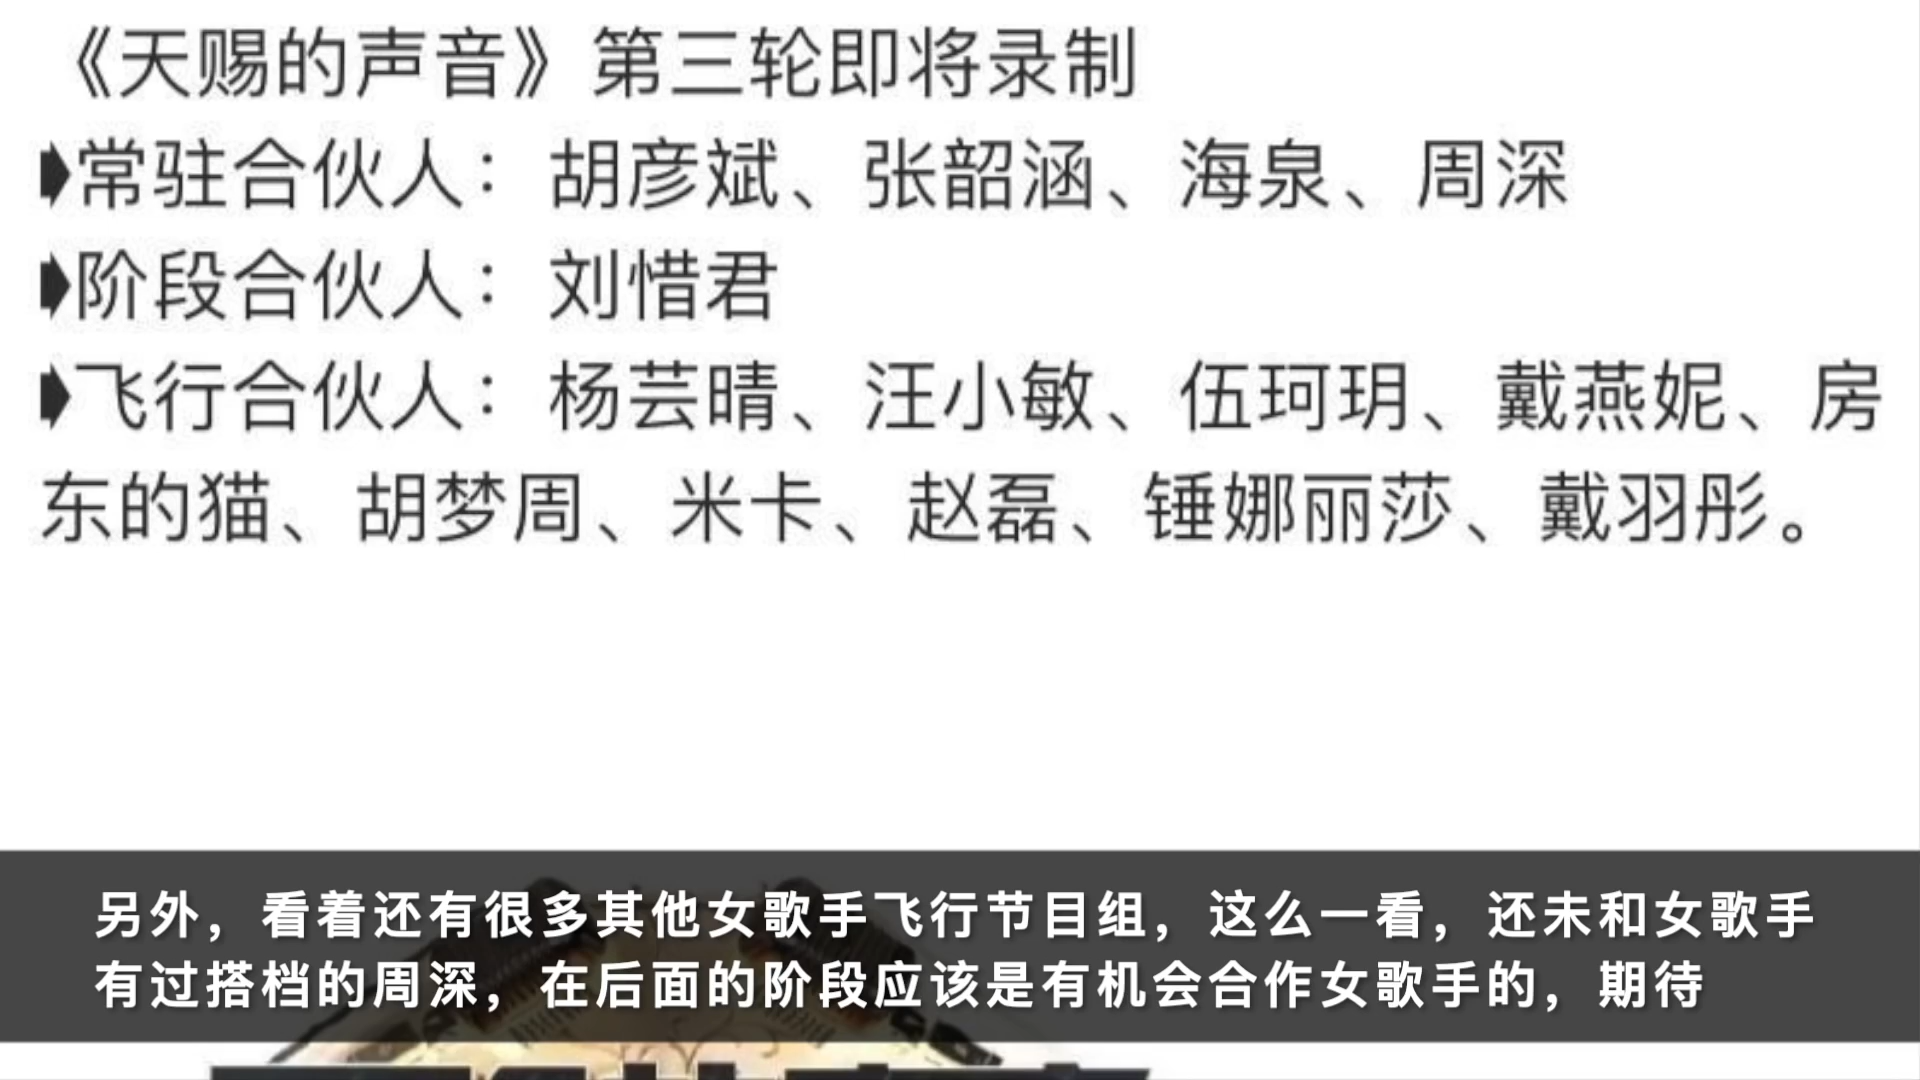 《天赐的声音》第三轮即将录制
➧常驻合伙人：胡彦斌、张韶涵、海泉、周深
➧阶段合伙人：刘惜君
➧飞行合伙人：杨芸晴、汪小敏、伍珂玥、戴燕妮、房
东的猫、胡梦周、米卡、赵磊、锤娜丽莎、戴羽彤。
另外，看着还有很多其他女歌手飞行节目组，这么一看，还未和女歌手
有过搭档的周深，在后面的阶段应该是有机会合作女歌手的，期待